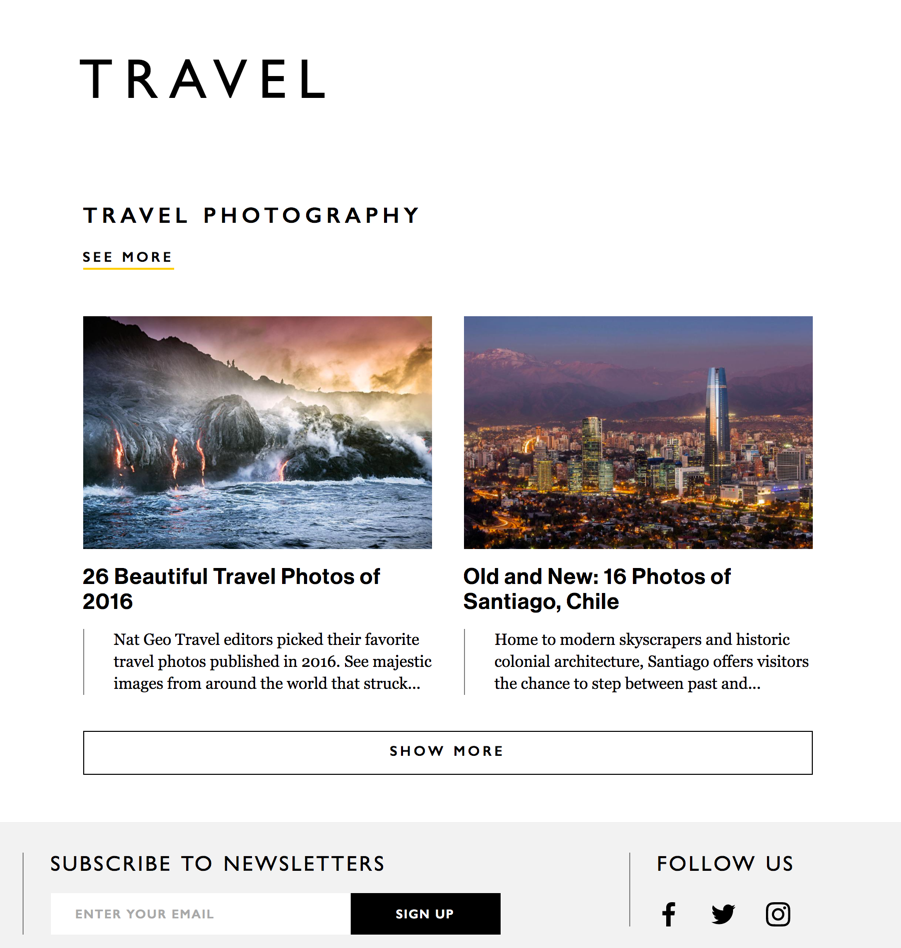 TRAVEL
TRAVEL PHOTOGRAPHY
SEE MORE
26 Beautiful Travel Photos of
2016
Nat Geo Travel editors picked their favorite
travel photos published in 2016. See majestic
images from around the world that struck...
Old and New: 16 Photos of
Santiago, Chile
Home to modern skyscrapers and historic
colonial architecture, Santiago offers visitors
the chance to step between past and...
SHOW MORE
SUBSCRIBE TO NEWSLETTERS
ENTER YOUR EMAIL
SIGN UP
FOLLOW US